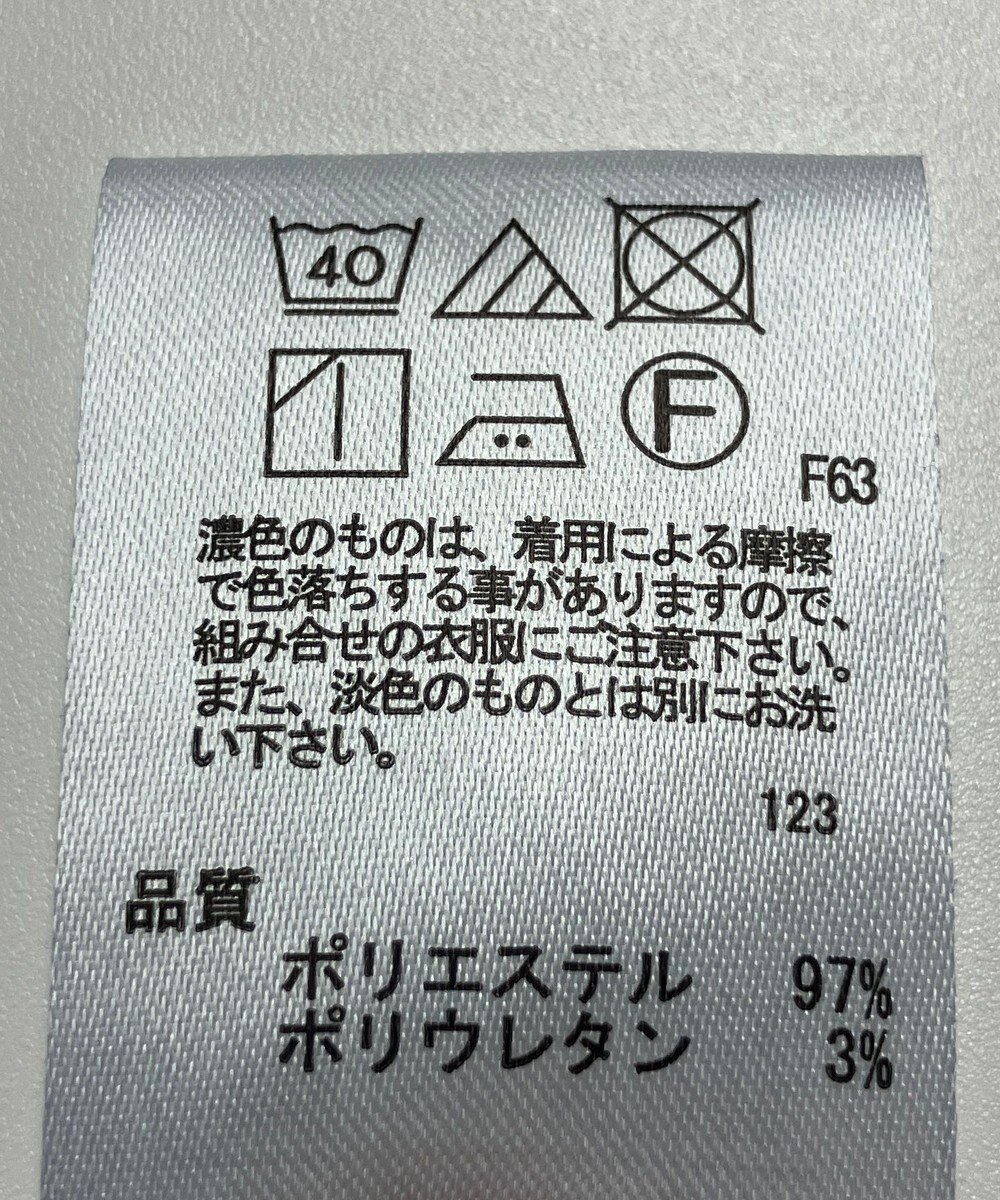 40
F
F63
濃色のものは、着用による摩擦
で色落ちする事がありますので、
組み合せの衣服にご注意下さい。
また、淡色のものとは別にお洗
い下さい。
123
品質
ポリエステル 97%
ポリウレタン 3%